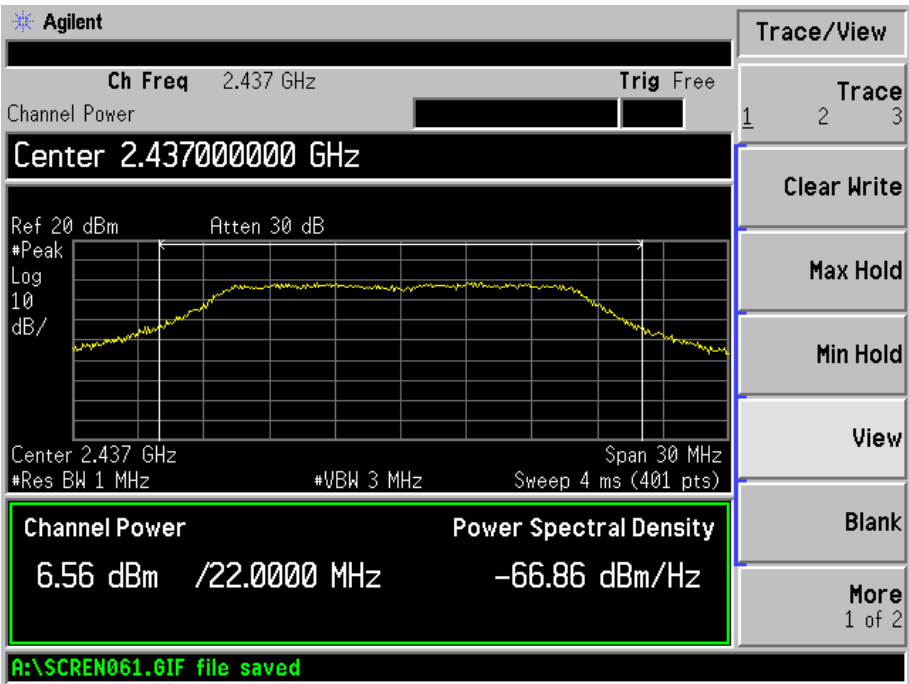 Agilent
Trace/View
Ch Freq 2.437 GHz Trig Free
Channel Power
Trace
1 2 3
Center 2.437000000 GHz
Clear Write
Ref 20 dBm Atten 30 dB
#Peak
Log
10
dB/
Max Hold
Min Hold
View
Center 2.437 GHz Span 30 MHz
#Res BW 1 MHz #VBW 3 MHz Sweep 4 ms (401 pts)
Channel Power Power Spectral Density
6.56 dBm /22.0000 MHz -66.86 dBm/Hz
Blank
More
1 of 2
A:\SCREN061.GIF file saved